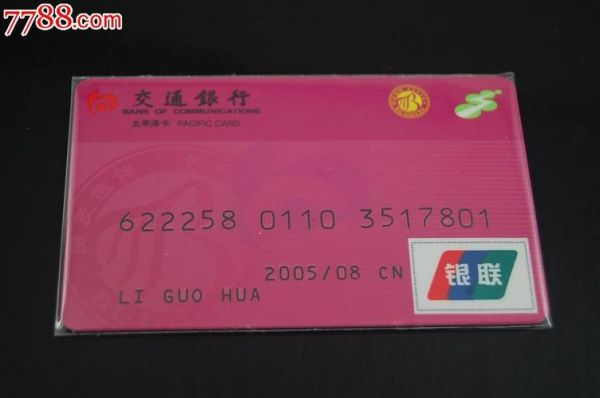 7788.com
交通銀行
BANK OF COMMUNICATIONS
太平洋卡 PACIFIC CARD
622258 0110 3517801
2005/08 CN
LI GUO HUA
银联